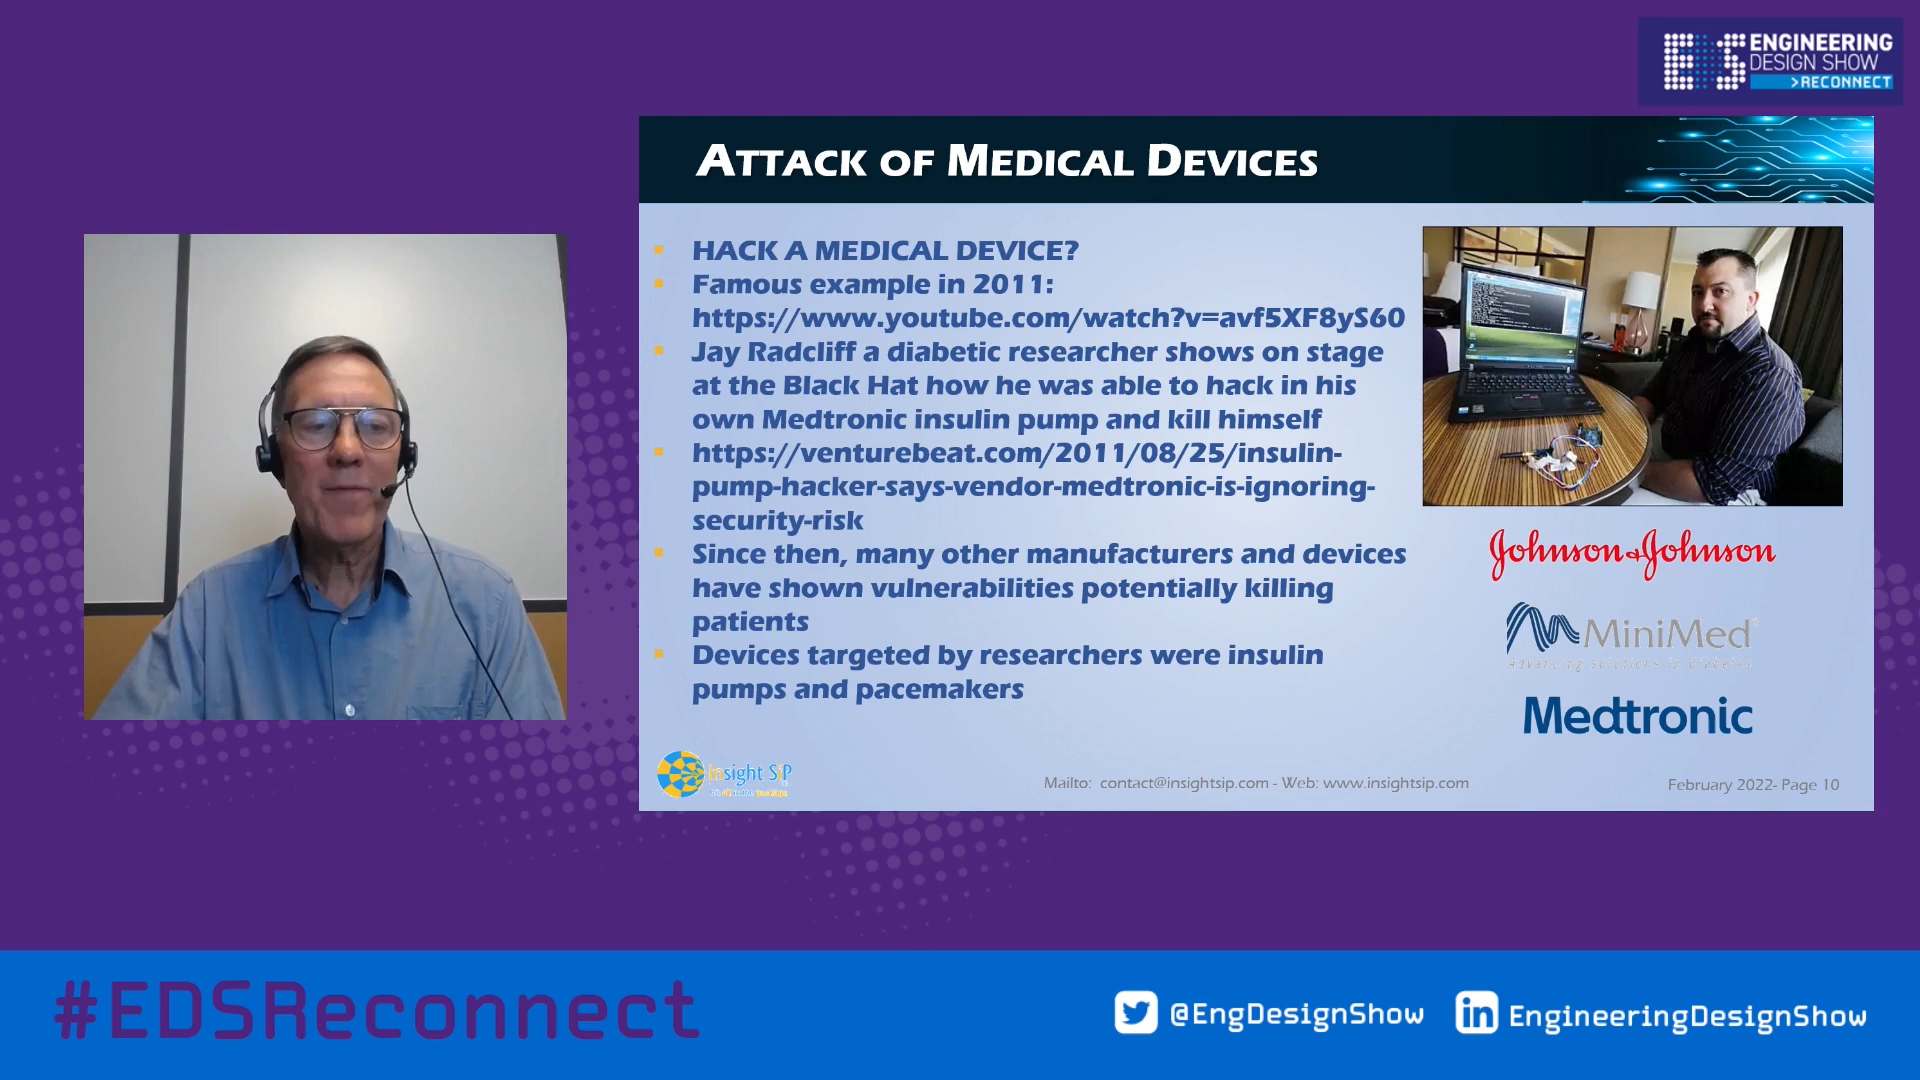 ENGINEERING
DESIGN SHOW
>RECONNECT
ATTACK OF MEDICAL DEVICES
HACK A MEDICAL DEVICE?
Famous example in 2011:
https://www.youtube.com/watch?v=avf5XF8yS60
Jay Radcliff a diabetic researcher shows on stage
at the Black Hat how he was able to hack in his
own Medtronic insulin pump and kill himself
https://venturebeat.com/2011/08/25/insulin-
pump-hacker-says-vendor-medtronic-is-ignoring-
security-risk
Since then, many other manufacturers and devices
have shown vulnerabilities potentially killing
patients
Devices targeted by researchers were insulin
pumps and pacemakers
Johnson & Johnson
MiniMed
Advancing solutions in diabetes
Medtronic
Insight SiP
Mailto: contact@insightsip.com - Web: www.insightsip.com
February 2022- Page 10
#EDSReconnect
@EngDesignShow
in EngineeringDesignShow